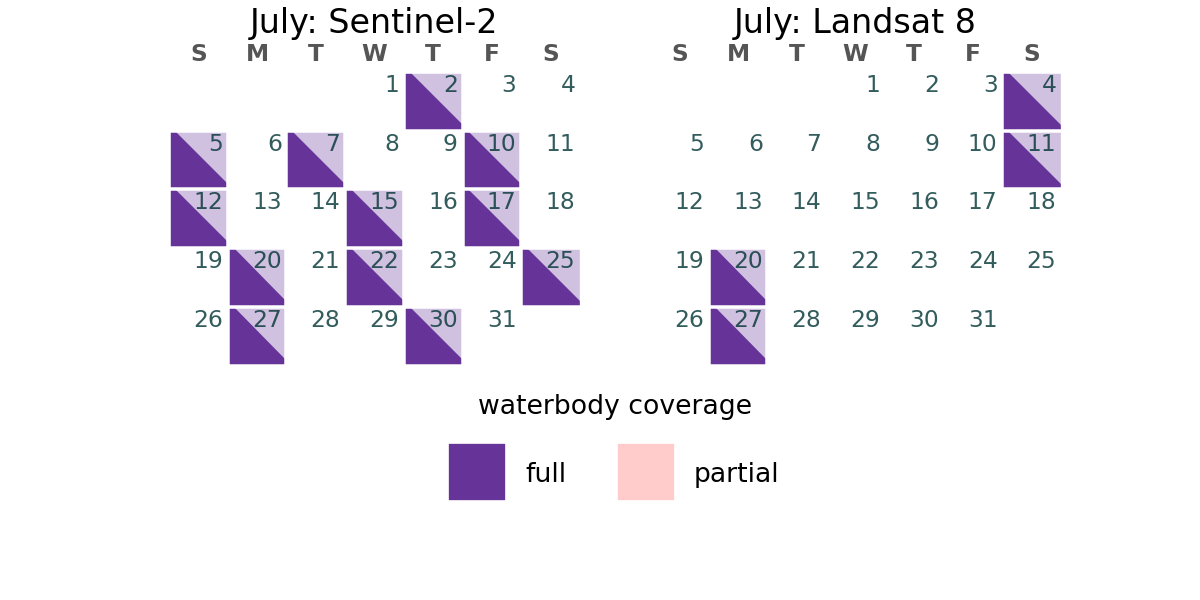 July: Sentinel-2
S M T W T F S
1 2 3 4
5 6 7 8 9 10 11
12 13 14 15 16 17 18
19 20 21 22 23 24 25
26 27 28 29 30 31
July: Landsat 8
S M T W T F S
1 2 3 4
5 6 7 8 9 10 11
12 13 14 15 16 17 18
19 20 21 22 23 24 25
26 27 28 29 30 31
waterbody coverage
full partial